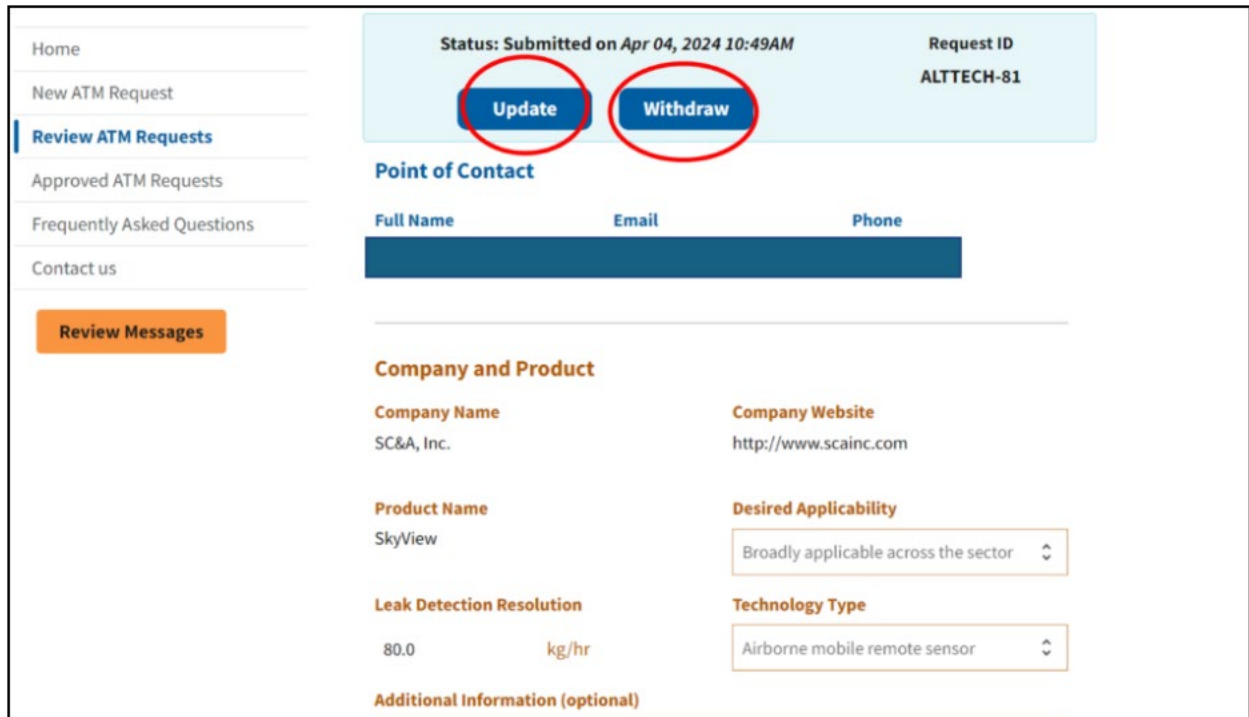 Home
New ATM Request
Review ATM Requests
Approved ATM Requests
Frequently Asked Questions
Contact us
Review Messages
Status: Submitted on Apr 04, 2024 10:49AM
Request ID
ALTTECH-81
Update
Withdraw
Point of Contact
Full Name
Email
Phone
Company and Product
Company Name
Company Website
SC&A, Inc.
http://www.scainc.com
Product Name
Desired Applicability
SkyView
Broadly applicable across the sector
Leak Detection Resolution
Technology Type
80.0
kg/hr
Airborne mobile remote sensor
Additional Information (optional)